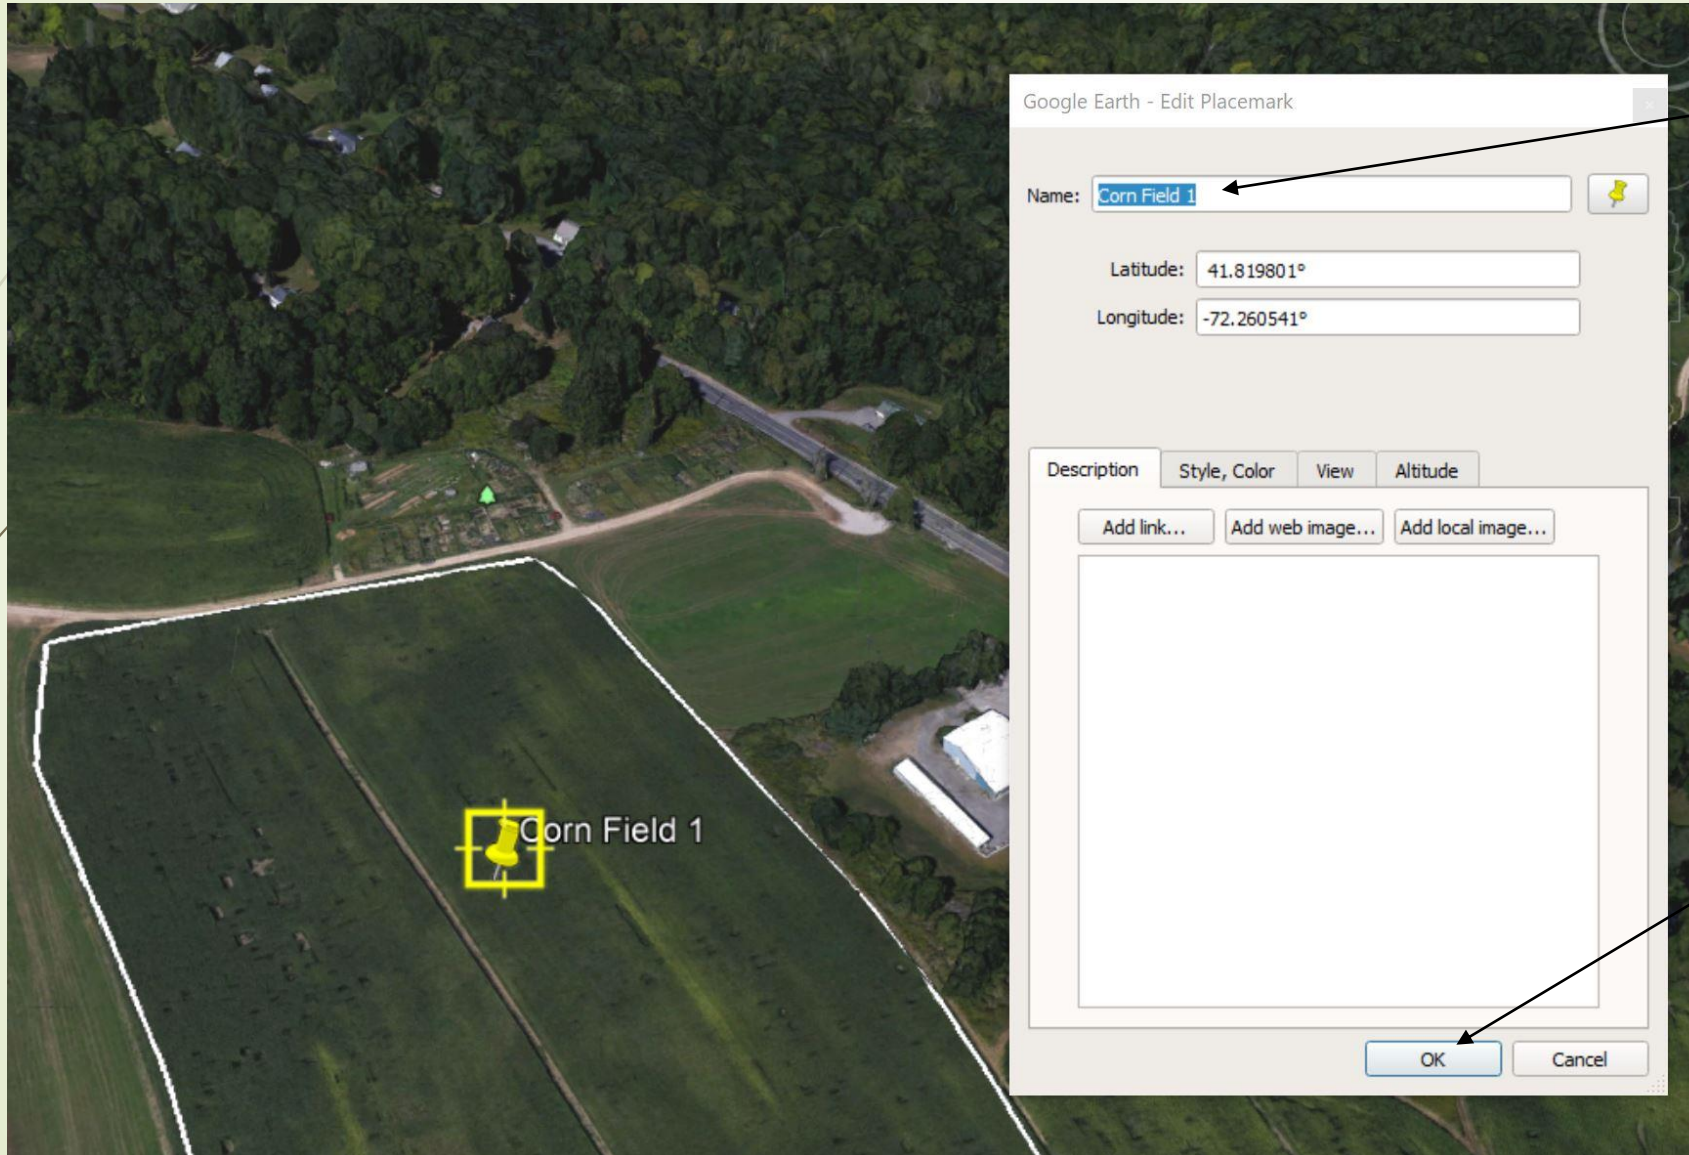 Google Earth - Edit Placemark
Name: Corn Field 1
Latitude: 41.819801°
Longitude: -72.260541°
Description Style, Color View Altitude
Add link... Add web image... Add local image...
Corn Field 1
OK Cancel